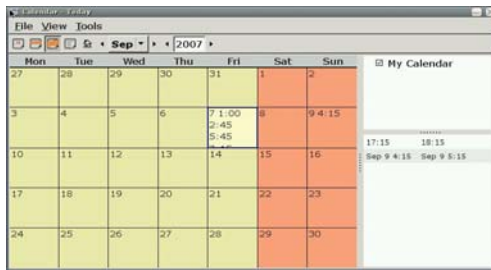 Calendar - Today
File View Tools
Sep 2007
Mon Tue Wed Thu Fri Sat Sun
My Calendar
27 28 29 30 31 1 2
3 4 5 6 7 1:00 8 9 4:15
2:45
5:45
17:15 18:15
Sep 9 4:15 Sep 9 5:15
10 11 12 13 14 15 16
17 18 19 20 21 22 23
24 25 26 27 28 29 30